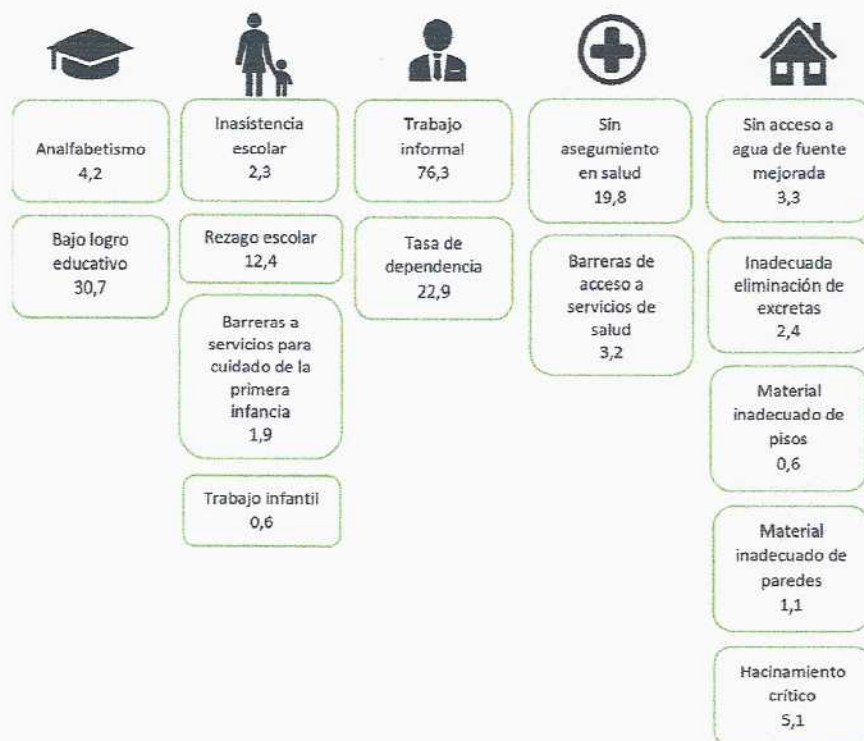 Analfabetismo
4,2
Bajo logro
educativo
30,7
Inasistencia
escolar
2,3
Rezago escolar
12,4
Barreras a
servicios para
cuidado de la
primera
infancia
1,9
Trabajo infantil
0,6
Trabajo
informal
76,3
Tasa de
dependencia
22,9
Sin
asegumiento
en salud
19,8
Barreras de
acceso a
servicios de
salud
3,2
Sin acceso a
agua de fuente
mejorada
3,3
Inadecuada
eliminación de
excretas
2,4
Material
inadecuado de
pisos
0,6
Material
inadecuado de
paredes
1,1
Hacinamiento
crítico
5,1